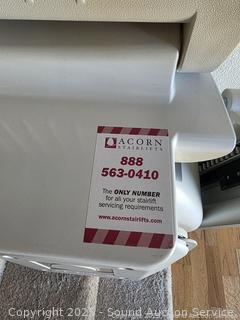 ACORN
STAIRLIFTS
888
563-0410
The ONLY NUMBER
for all your stairlift
servicing requirements
www.acornstairlifts.com
Copyright 2025 - Sound Auction Service